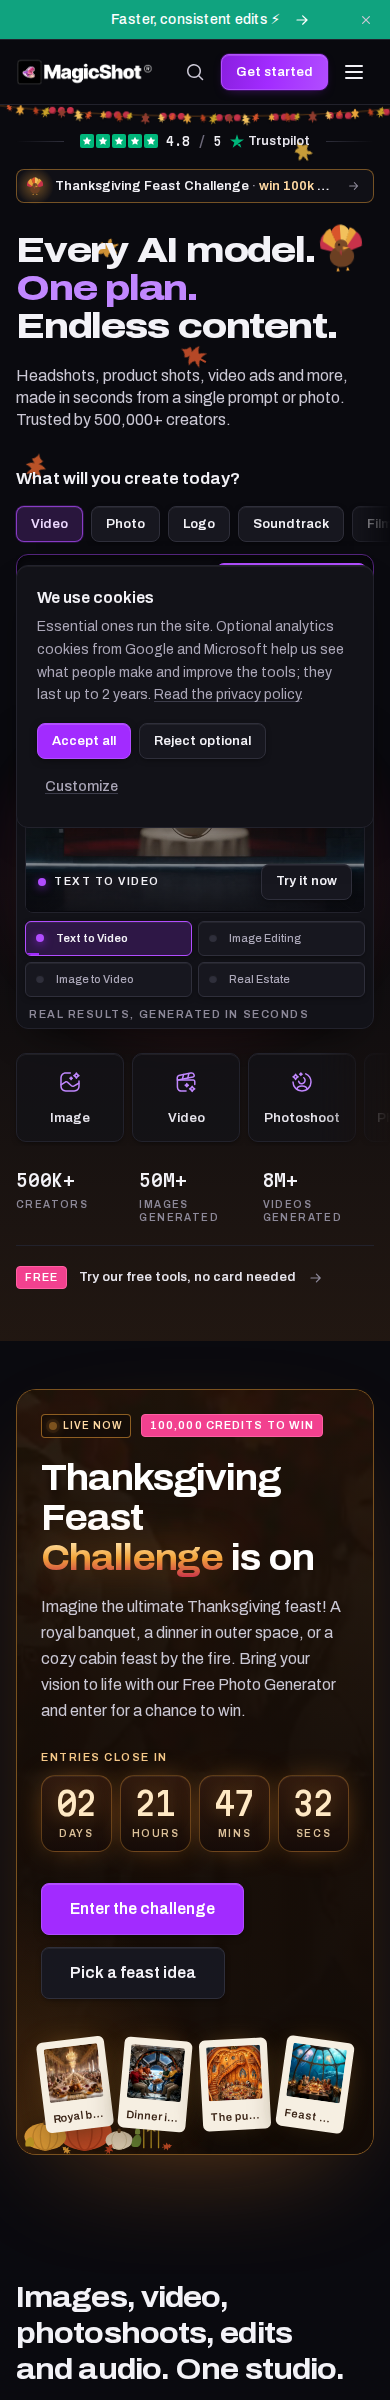 Faster, consistent edits ⚡ → ×
MagicShot®
Get started
4.8 / 5 Trustpilot
Thanksgiving Feast Challenge · win 100k ... →
Every AI model.
One plan.
Endless content.
Headshots, product shots, video ads and more,
made in seconds from a single prompt or photo.
Trusted by 500,000+ creators.
What will you create today?
Video Photo Logo Soundtrack
We use cookies
Essential ones run the site. Optional analytics
cookies from Google and Microsoft help us see
what people make and improve the tools; they
last up to 2 years. Read the privacy policy.
Accept all Reject optional
Customize
TEXT TO VIDEO Try it now
Text to Video Image Editing
Image to Video Real Estate
REAL RESULTS, GENERATED IN SECONDS
Image Video Photoshoot
500K+ 50M+ 8M+
CREATORS IMAGES VIDEOS
GENERATED GENERATED
FREE Try our free tools, no card needed →
LIVE NOW 100,000 CREDITS TO WIN
Thanksgiving
Feast
Challenge is on
Imagine the ultimate Thanksgiving feast! A
royal banquet, a dinner in outer space, or a
cozy cabin feast by the fire. Bring your
vision to life with our Free Photo Generator
and enter for a chance to win.
ENTRIES CLOSE IN
02 21 47 32
DAYS HOURS MINS SECS
Enter the challenge
Pick a feast idea
Royal b... Dinner i... The pu... Feast ...
Images, video,
photoshoots, edits
and audio. One studio.